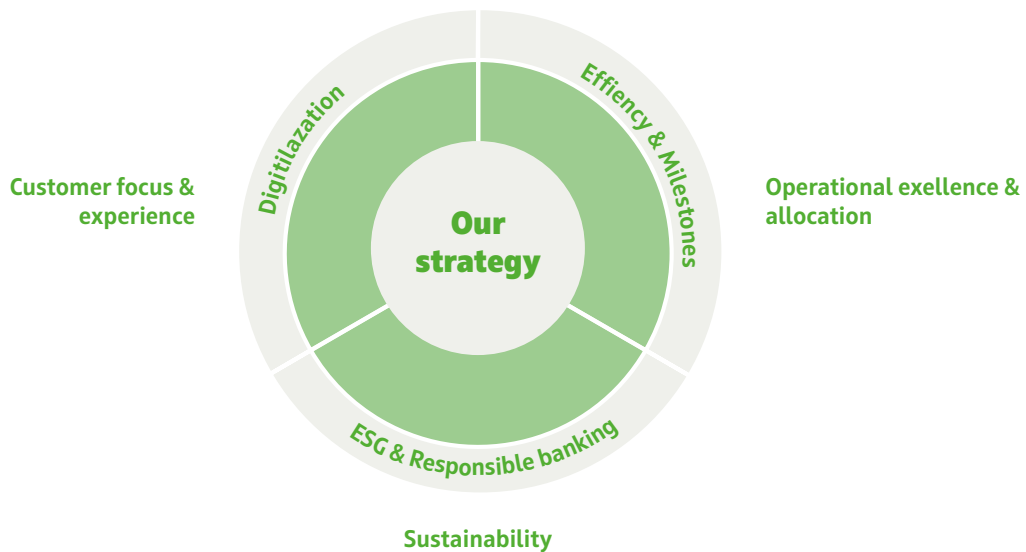 Digitilazation
Effiency & Milestones
Customer focus &
experience
Our
strategy
Operational exellence &
allocation
ESG & Responsible banking
Sustainability